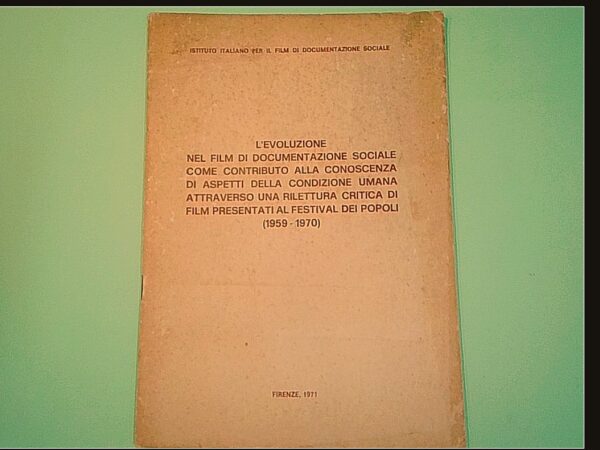 ISTITUTO ITALIANO PER IL FILM DI DOCUMENTAZIONE SOCIALE
L'EVOLUZIONE
NEL FILM DI DOCUMENTAZIONE SOCIALE
COME CONTRIBUTO ALLA CONOSCENZA
DI ASPETTI DELLA CONDIZIONE UMANA
ATTRAVERSO UNA RILETTURA CRITICA DI
FILM PRESENTATI AL FESTIVAL DEI POPOLI
(1959 - 1970)
FIRENZE, 1971